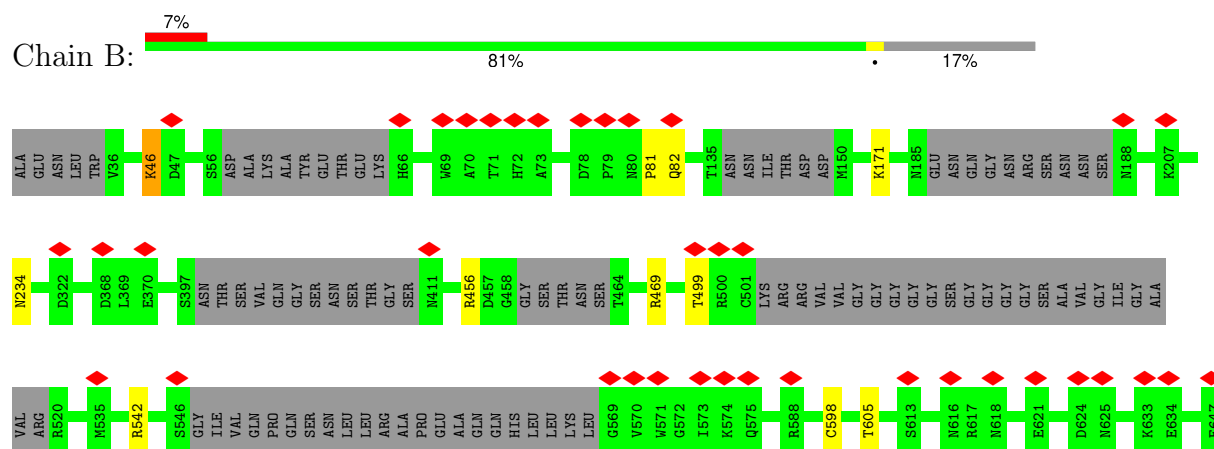 7%
Chain B:
81% • 17%
ALA GLU ASN LEU TRP V36 K46 D47 S56 ASP ALA LYS ALA TYR GLU THR GLU LYS H66 W69 A70 T71 H72 A73 D78 P79 N80 P81 Q82 T135 ASN ASN ILE THR ASP ASP M150 K171 N185 GLU ASN GLN GLY ASN ARG SER ASN ASN SER N188 K207
N234 D322 D368 L369 E370 S397 ASN THR SER VAL GLN GLY SER ASN SER THR GLY SER N411 R456 D457 G458 GLY SER THR ASN SER T464 R469 T499 R500 C501 LYS ARG ARG VAL VAL GLY GLY GLY GLY GLY SER GLY GLY GLY GLY SER ALA VAL GLY ILE GLY ALA
VAL ARG R520 M535 R542 S546 GLY ILE VAL GLN PRO GLN SER ASN LEU LEU ARG ALA PRO GLU ALA GLN GLN HIS LEU LEU LYS LEU G569 V570 W571 G572 I573 K574 Q575 R588 C598 T605 S613 N616 R617 N618 E621 D624 N625 K633 E634